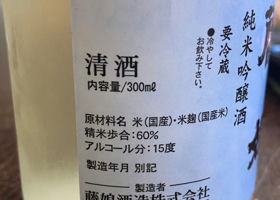 純米吟醸酒
要冷蔵
●冷やして
お飲み下さい。
清酒
内容量/300mℓ
原材料名 米(国産)・米麹(国産米)
精米歩合:60%
アルコール分:15度
製造年月 別記
製造者
藤娘酒造株式会社